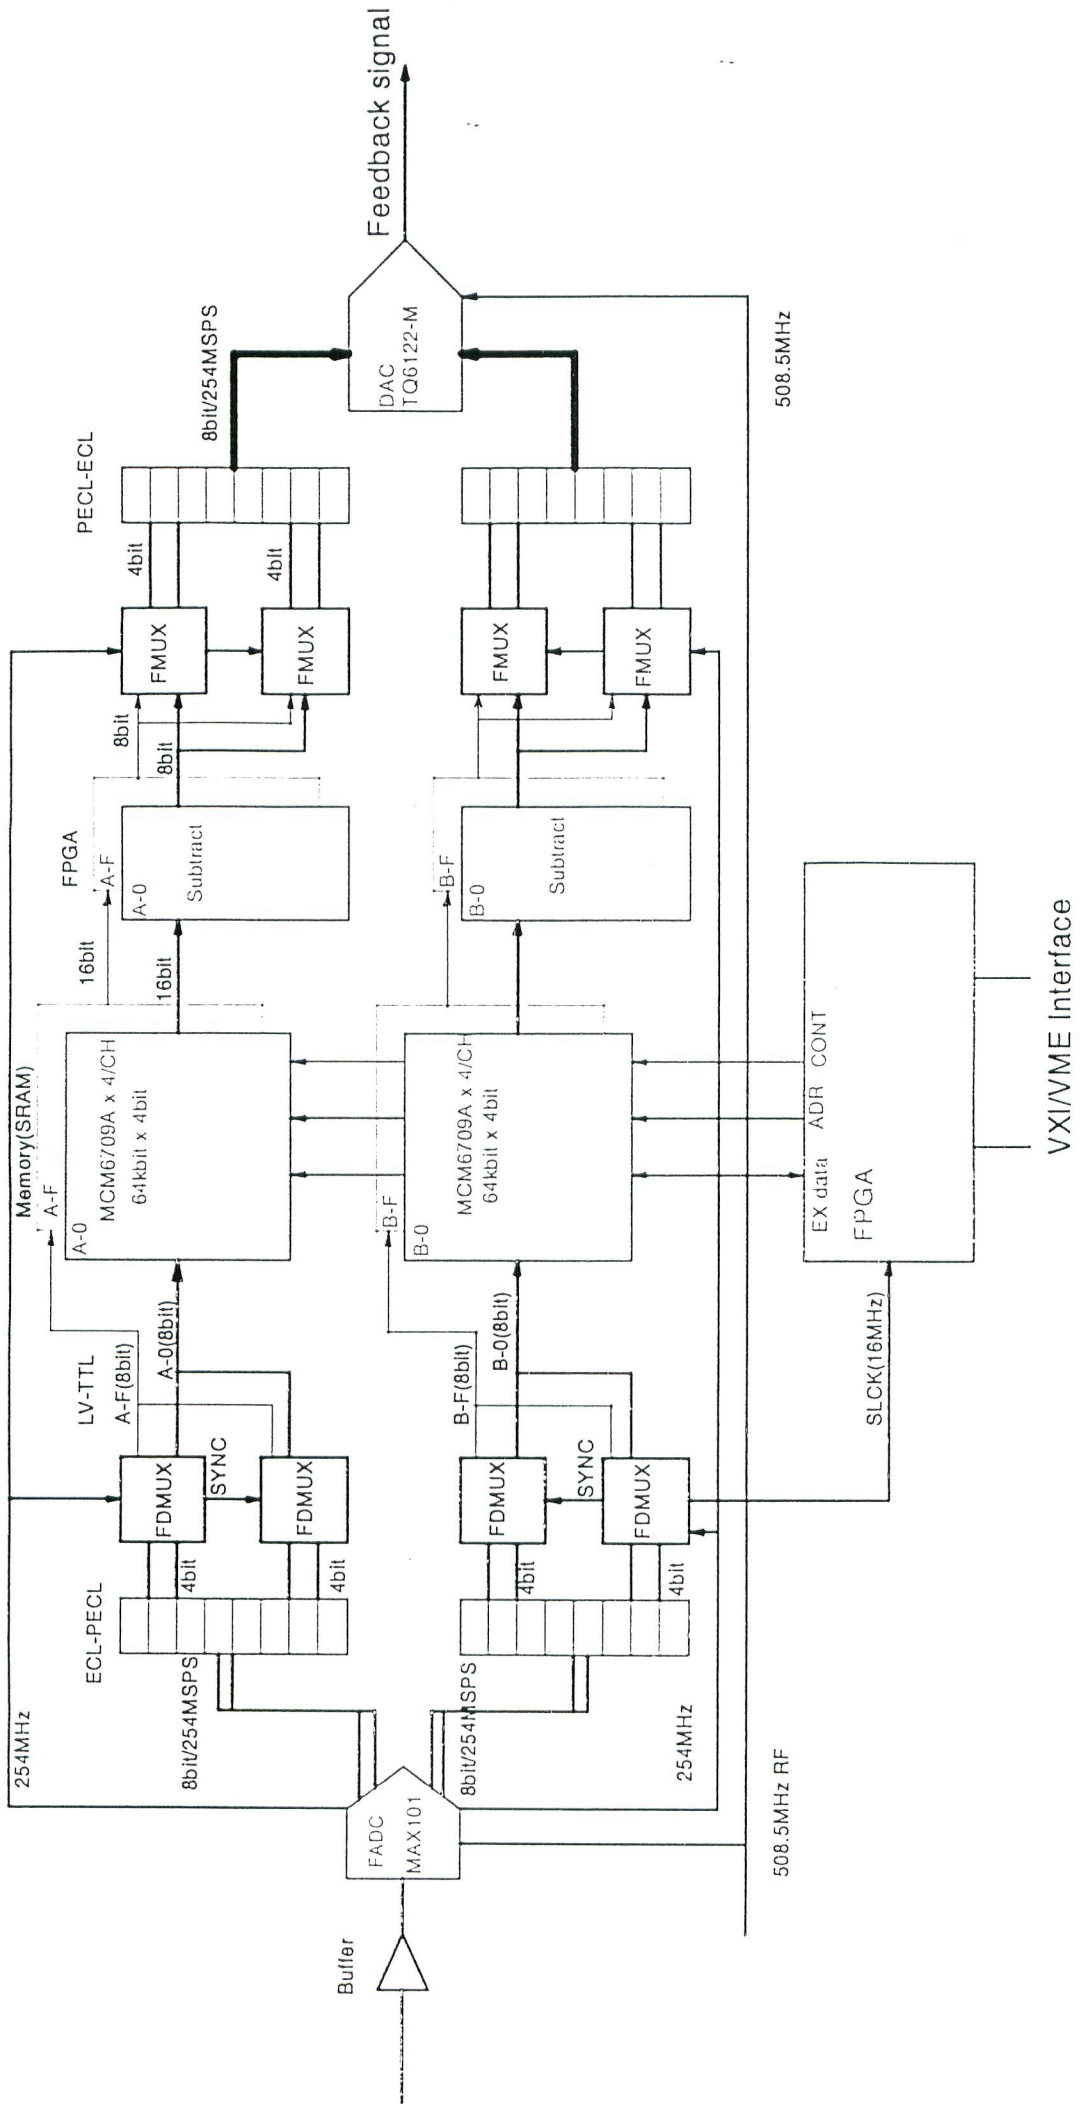 Buffer
FADC
MAX101
254MHz
8bit/254MSPS
8bit/254MSPS
254MHz
508.5MHz RF
ECL-PECL
4bit
4bit
4bit
4bit
FDMUX
SYNC
FDMUX
FDMUX
SYNC
FDMUX
LV-TTL
A-F(8bit)
A-0(8bit)
B-F(8bit)
B-0(8bit)
SLCK(16MHz)
Memory(SRAM)
A-F
A-0
MCM6709A x 4/CH
64kbit x 4bit
B-F
B-0
MCM6709A x 4/CH
64kbit x 4bit
EX data
ADR
CONT
FPGA
VXI/VME Interface
16bit
16bit
FPGA
A-F
A-0
Subtract
B-F
B-0
Subtract
8bit
8bit
FMUX
FMUX
FMUX
FMUX
4bit
4bit
PECL-ECL
8bit/254MSPS
DAC
TQ6122-M
508.5MHz
Feedback signal